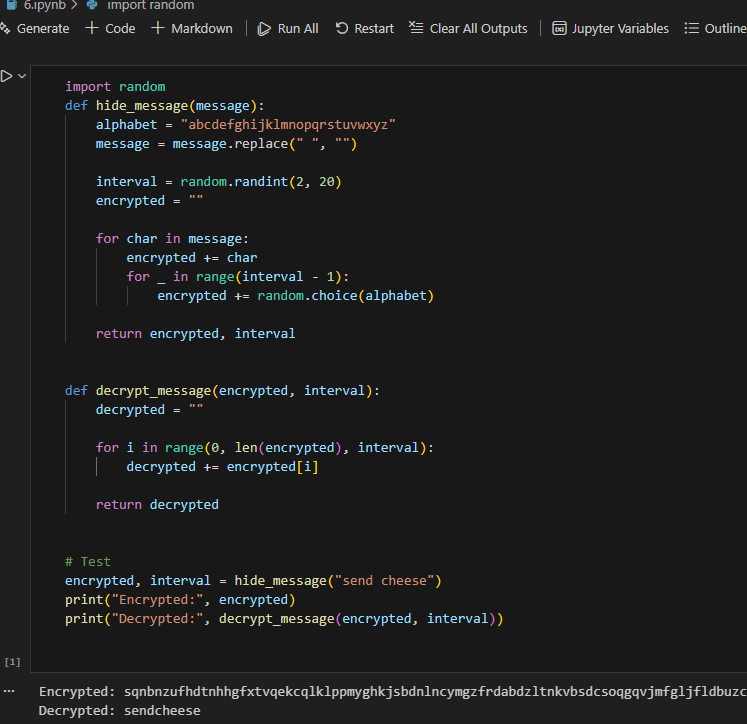 6.ipynb > import random
Generate + Code + Markdown | Run All Restart Clear All Outputs | Jupyter Variables Outline
import random
def hide_message(message):
    alphabet = "abcdefghijklmnopqrstuvwxyz"
    message = message.replace(" ", "")
    interval = random.randint(2, 20)
    encrypted = ""
    for char in message:
        encrypted += char
        for _ in range(interval - 1):
            encrypted += random.choice(alphabet)
    return encrypted, interval
def decrypt_message(encrypted, interval):
    decrypted = ""
    for i in range(0, len(encrypted), interval):
        decrypted += encrypted[i]
    return decrypted
# Test
encrypted, interval = hide_message("send cheese")
print("Encrypted:", encrypted)
print("Decrypted:", decrypt_message(encrypted, interval))
[1]
... Encrypted: sqnbnzufhdtnhhgfxtvqekcqlklppmyghkjsbdnlncymgzfrdabdzltnkvbsdcsoqgqvjmfgljfldbuzc
Decrypted: sendcheese